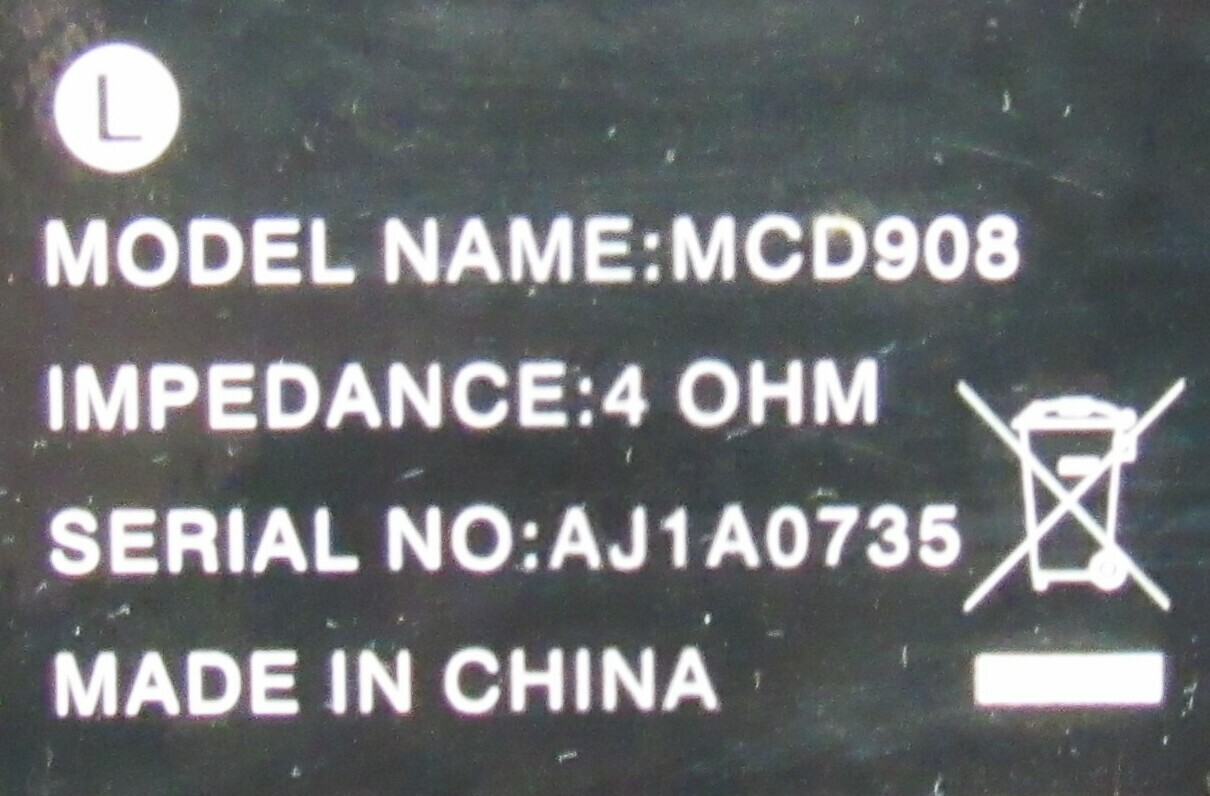 L
MODEL NAME:MCD908
IMPEDANCE:4 OHM
SERIAL NO:AJ1A0735
MADE IN CHINA